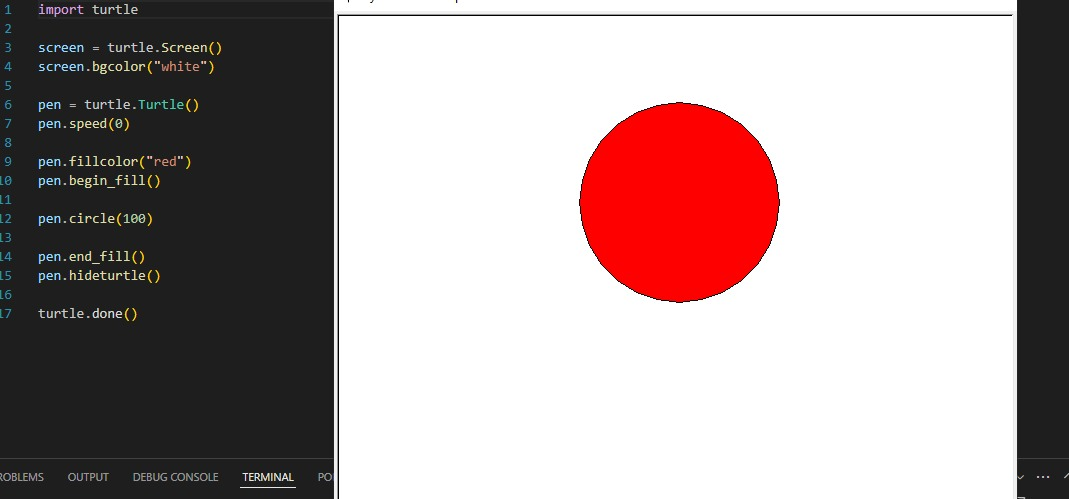 1 import turtle
2
3 screen = turtle.Screen()
4 screen.bgcolor("white")
5
6 pen = turtle.Turtle()
7 pen.speed(0)
8
9 pen.fillcolor("red")
10 pen.begin_fill()
11
12 pen.circle(100)
13
14 pen.end_fill()
15 pen.hideturtle()
16
17 turtle.done()
ROBLEMS OUTPUT DEBUG CONSOLE TERMINAL PO